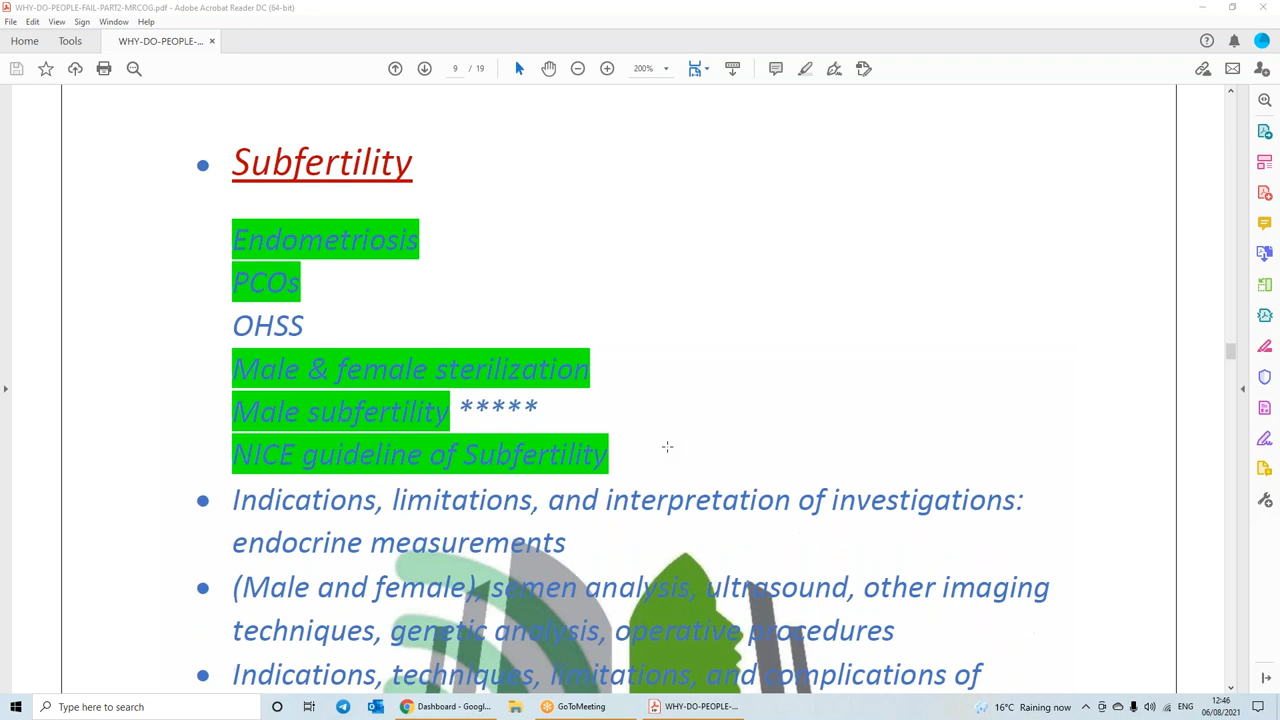 WHY-DO-PEOPLE-FAIL-PART2-MRCOG.pdf - Adobe Acrobat Reader DC (64-bit)
File Edit View Sign Window Help
Home Tools WHY-DO-PEOPLE-... ×
9 / 19 200%
Subfertility
Endometriosis
PCOs
OHSS
Male & female sterilization
Male subfertility *****
NICE guideline of Subfertility
Indications, limitations, and interpretation of investigations:
endocrine measurements
(Male and female), semen analysis, ultrasound, other imaging
techniques, genetic analysis, operative procedures
Indications, techniques, limitations, and complications of
Type here to search
Dashboard - Googl...
GoToMeeting
WHY-DO-PEOPLE-...
16°C Raining now
ENG
12:46
06/08/2021